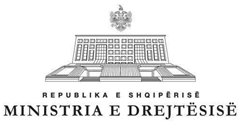 REPUBLIKA E SHQIPËRISË
MINISTRIA E DREJTËSISË